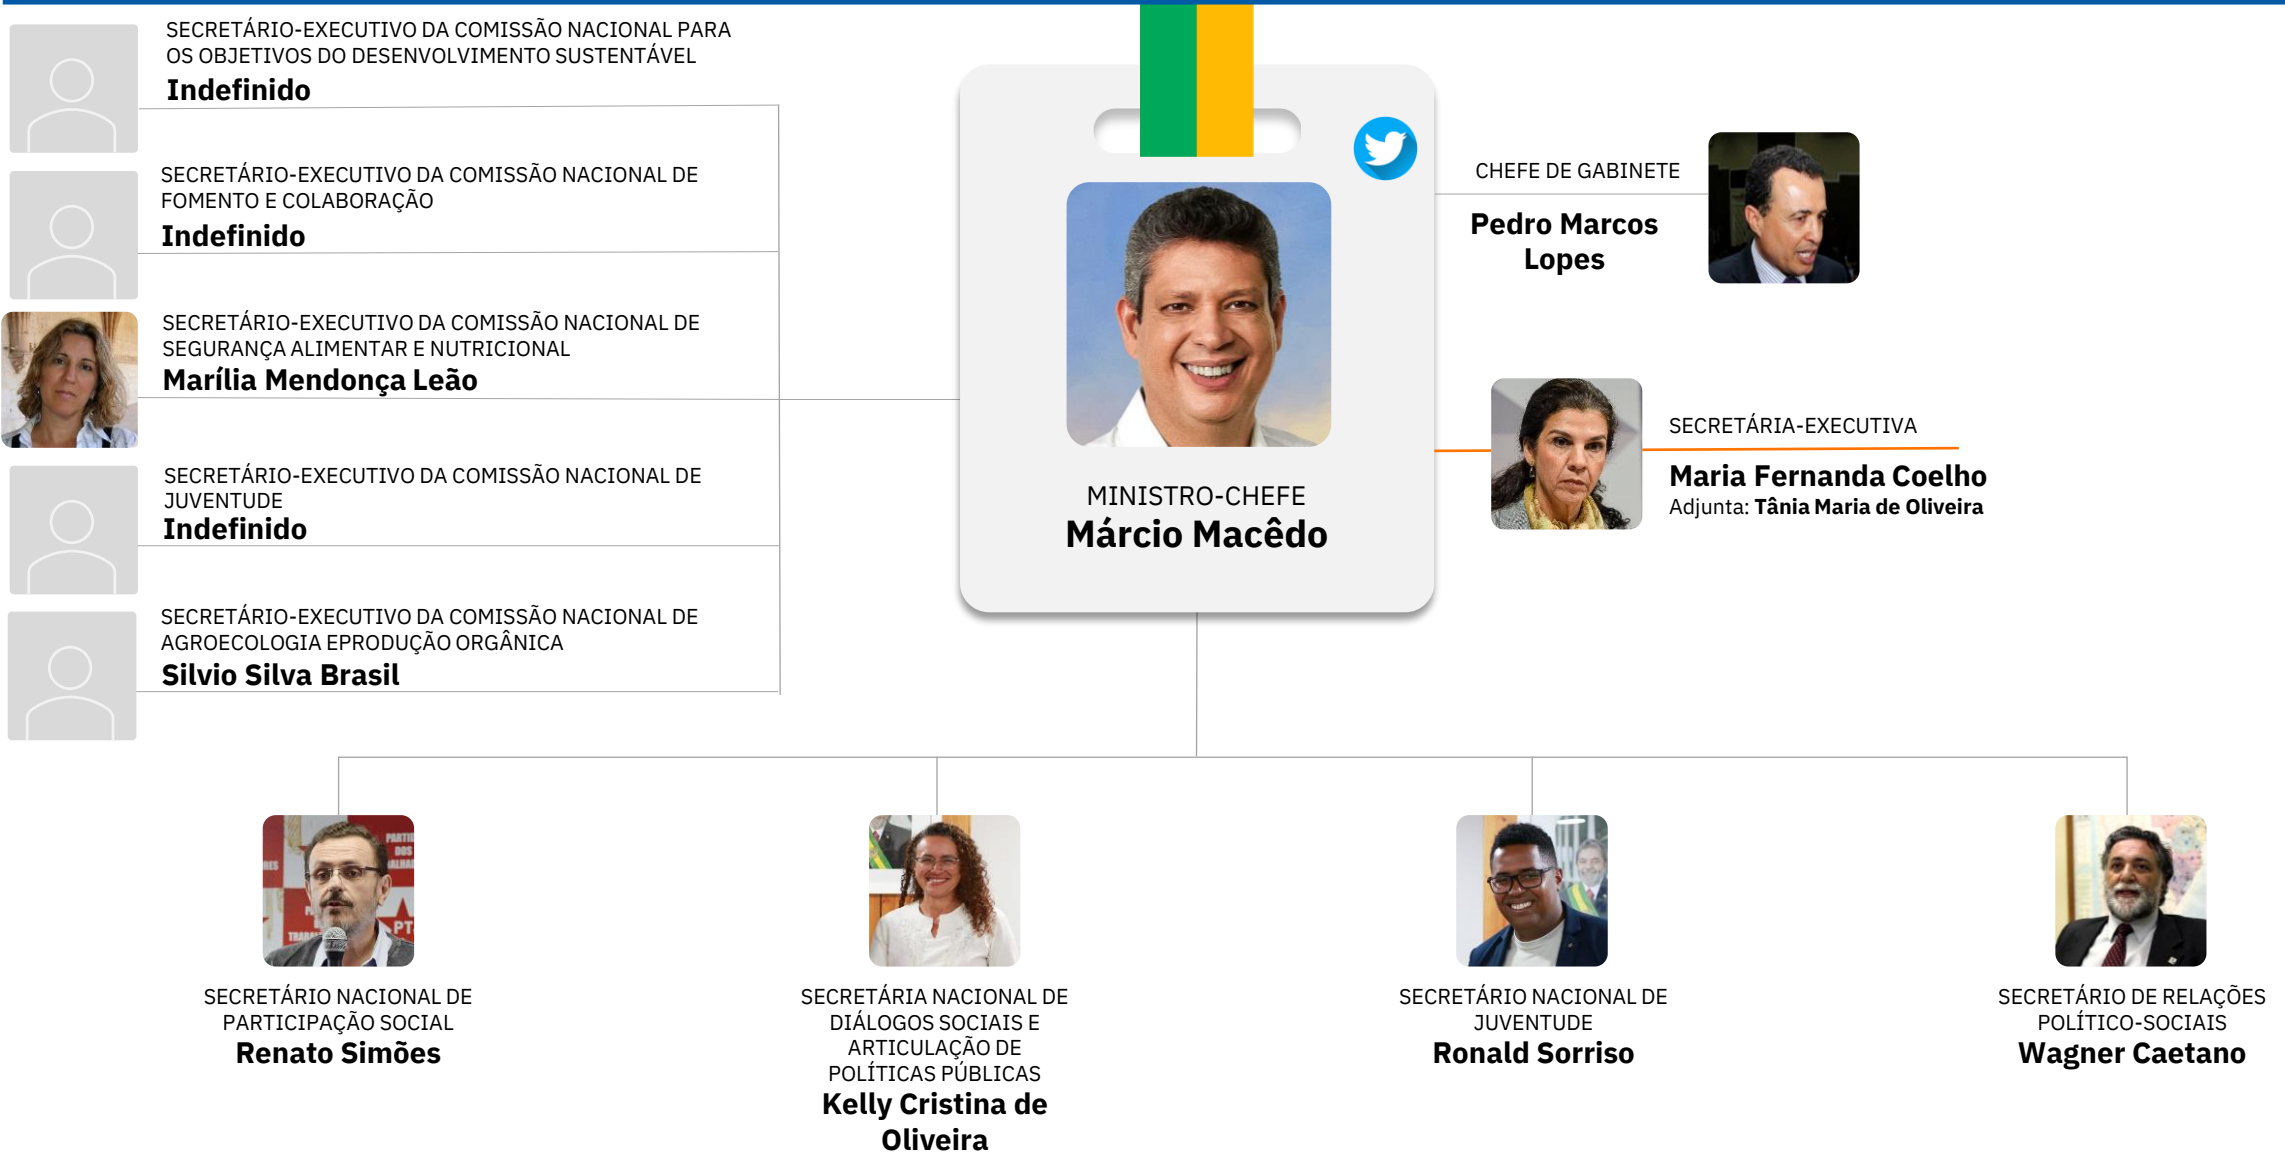 SECRETÁRIO-EXECUTIVO DA COMISSÃO NACIONAL PARA
OS OBJETIVOS DO DESENVOLVIMENTO SUSTENTÁVEL
Indefinido
SECRETÁRIO-EXECUTIVO DA COMISSÃO NACIONAL DE
FOMENTO E COLABORAÇÃO
Indefinido
SECRETÁRIO-EXECUTIVO DA COMISSÃO NACIONAL DE
SEGURANÇA ALIMENTAR E NUTRICIONAL
Marília Mendonça Leão
SECRETÁRIO-EXECUTIVO DA COMISSÃO NACIONAL DE
JUVENTUDE
Indefinido
SECRETÁRIO-EXECUTIVO DA COMISSÃO NACIONAL DE
AGROECOLOGIA EPRODUÇÃO ORGÂNICA
Silvio Silva Brasil
MINISTRO-CHEFE
Márcio Macêdo
CHEFE DE GABINETE
Pedro Marcos
Lopes
SECRETÁRIA-EXECUTIVA
Maria Fernanda Coelho
Adjunta: Tânia Maria de Oliveira
SECRETÁRIO NACIONAL DE
PARTICIPAÇÃO SOCIAL
Renato Simões
SECRETÁRIA NACIONAL DE
DIÁLOGOS SOCIAIS E
ARTICULAÇÃO DE
POLÍTICAS PÚBLICAS
Kelly Cristina de
Oliveira
SECRETÁRIO NACIONAL DE
JUVENTUDE
Ronald Sorriso
SECRETÁRIO DE RELAÇÕES
POLÍTICO-SOCIAIS
Wagner Caetano